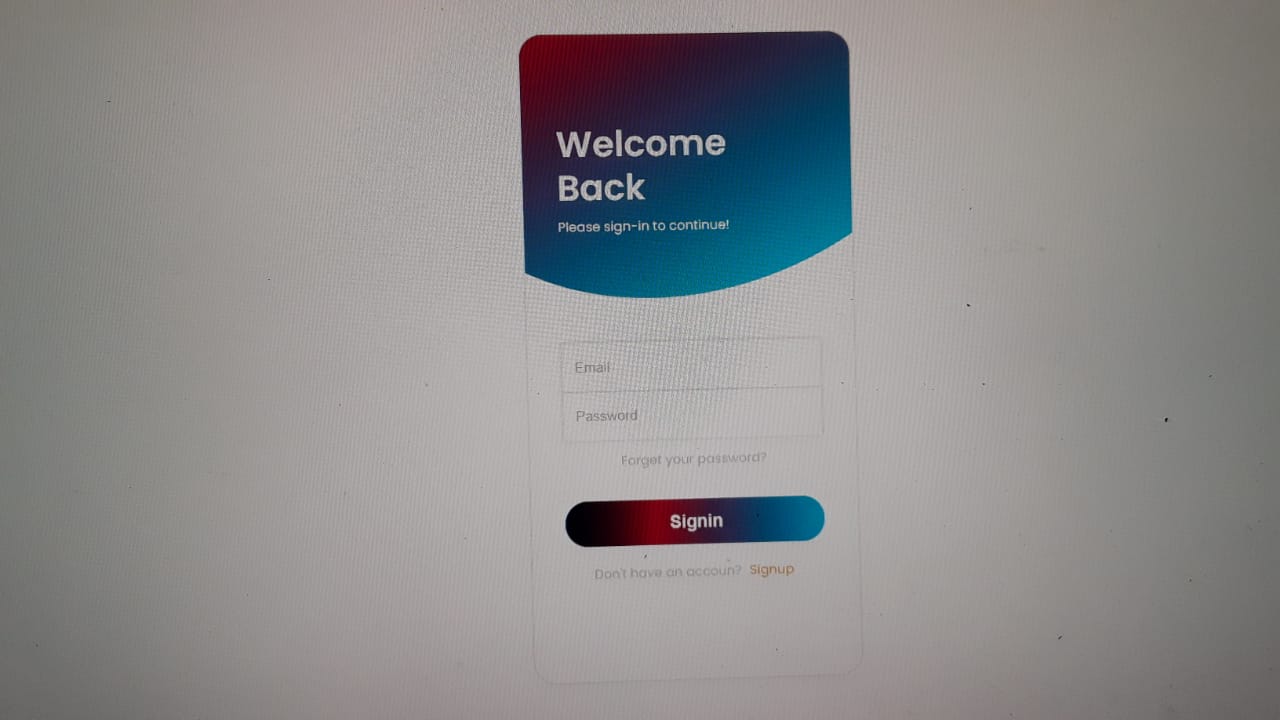 Welcome
Back
Please sign-in to continue!
Email
Password
Forget your password?
Signin
Don't have an accoun? Signup